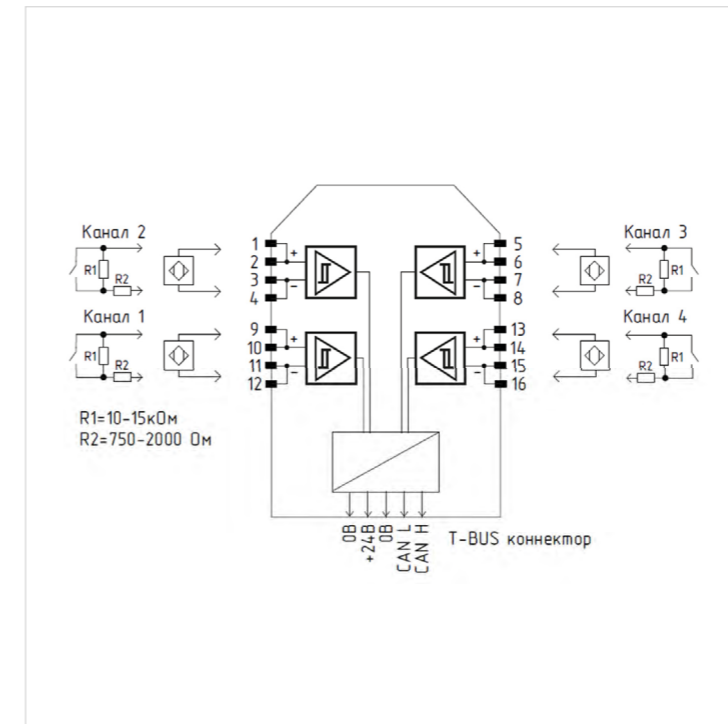 Канал 2
R1
R2
1
+
2
3
−
4
5
+
6
7
−
8
Канал 3
R1
R2
Канал 1
R1
R2
9
+
10
11
−
12
13
+
14
15
−
16
Канал 4
R1
R2
R1=10-15кОм
R2=750-2000 Ом
0В
+24В
0В
CAN L
CAN H
T-BUS коннектор